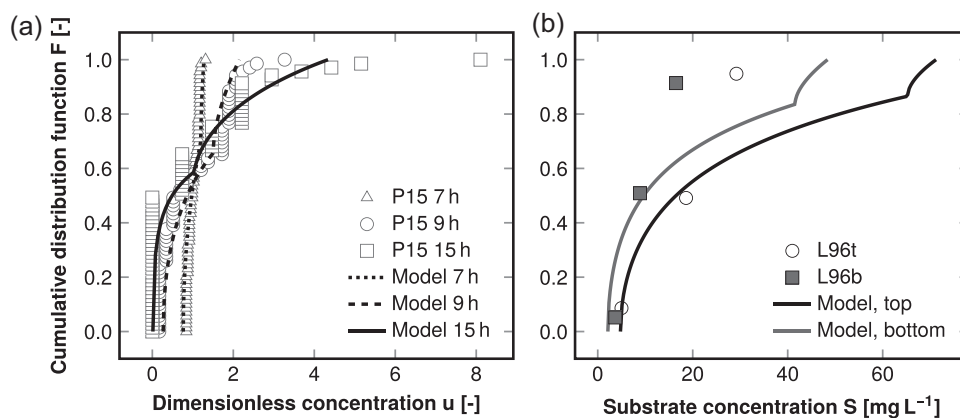 (a)
Cumulative distribution function F [-]
1.0
0.8
0.6
0.4
0.2
0.0
P15 7 h
P15 9 h
P15 15 h
Model 7 h
Model 9 h
Model 15 h
0 2 4 6 8
Dimensionless concentration u [-]
(b)
1.0
0.8
0.6
0.4
0.2
0.0
L96t
L96b
Model, top
Model, bottom
0 20 40 60
Substrate concentration S [mg L⁻¹]